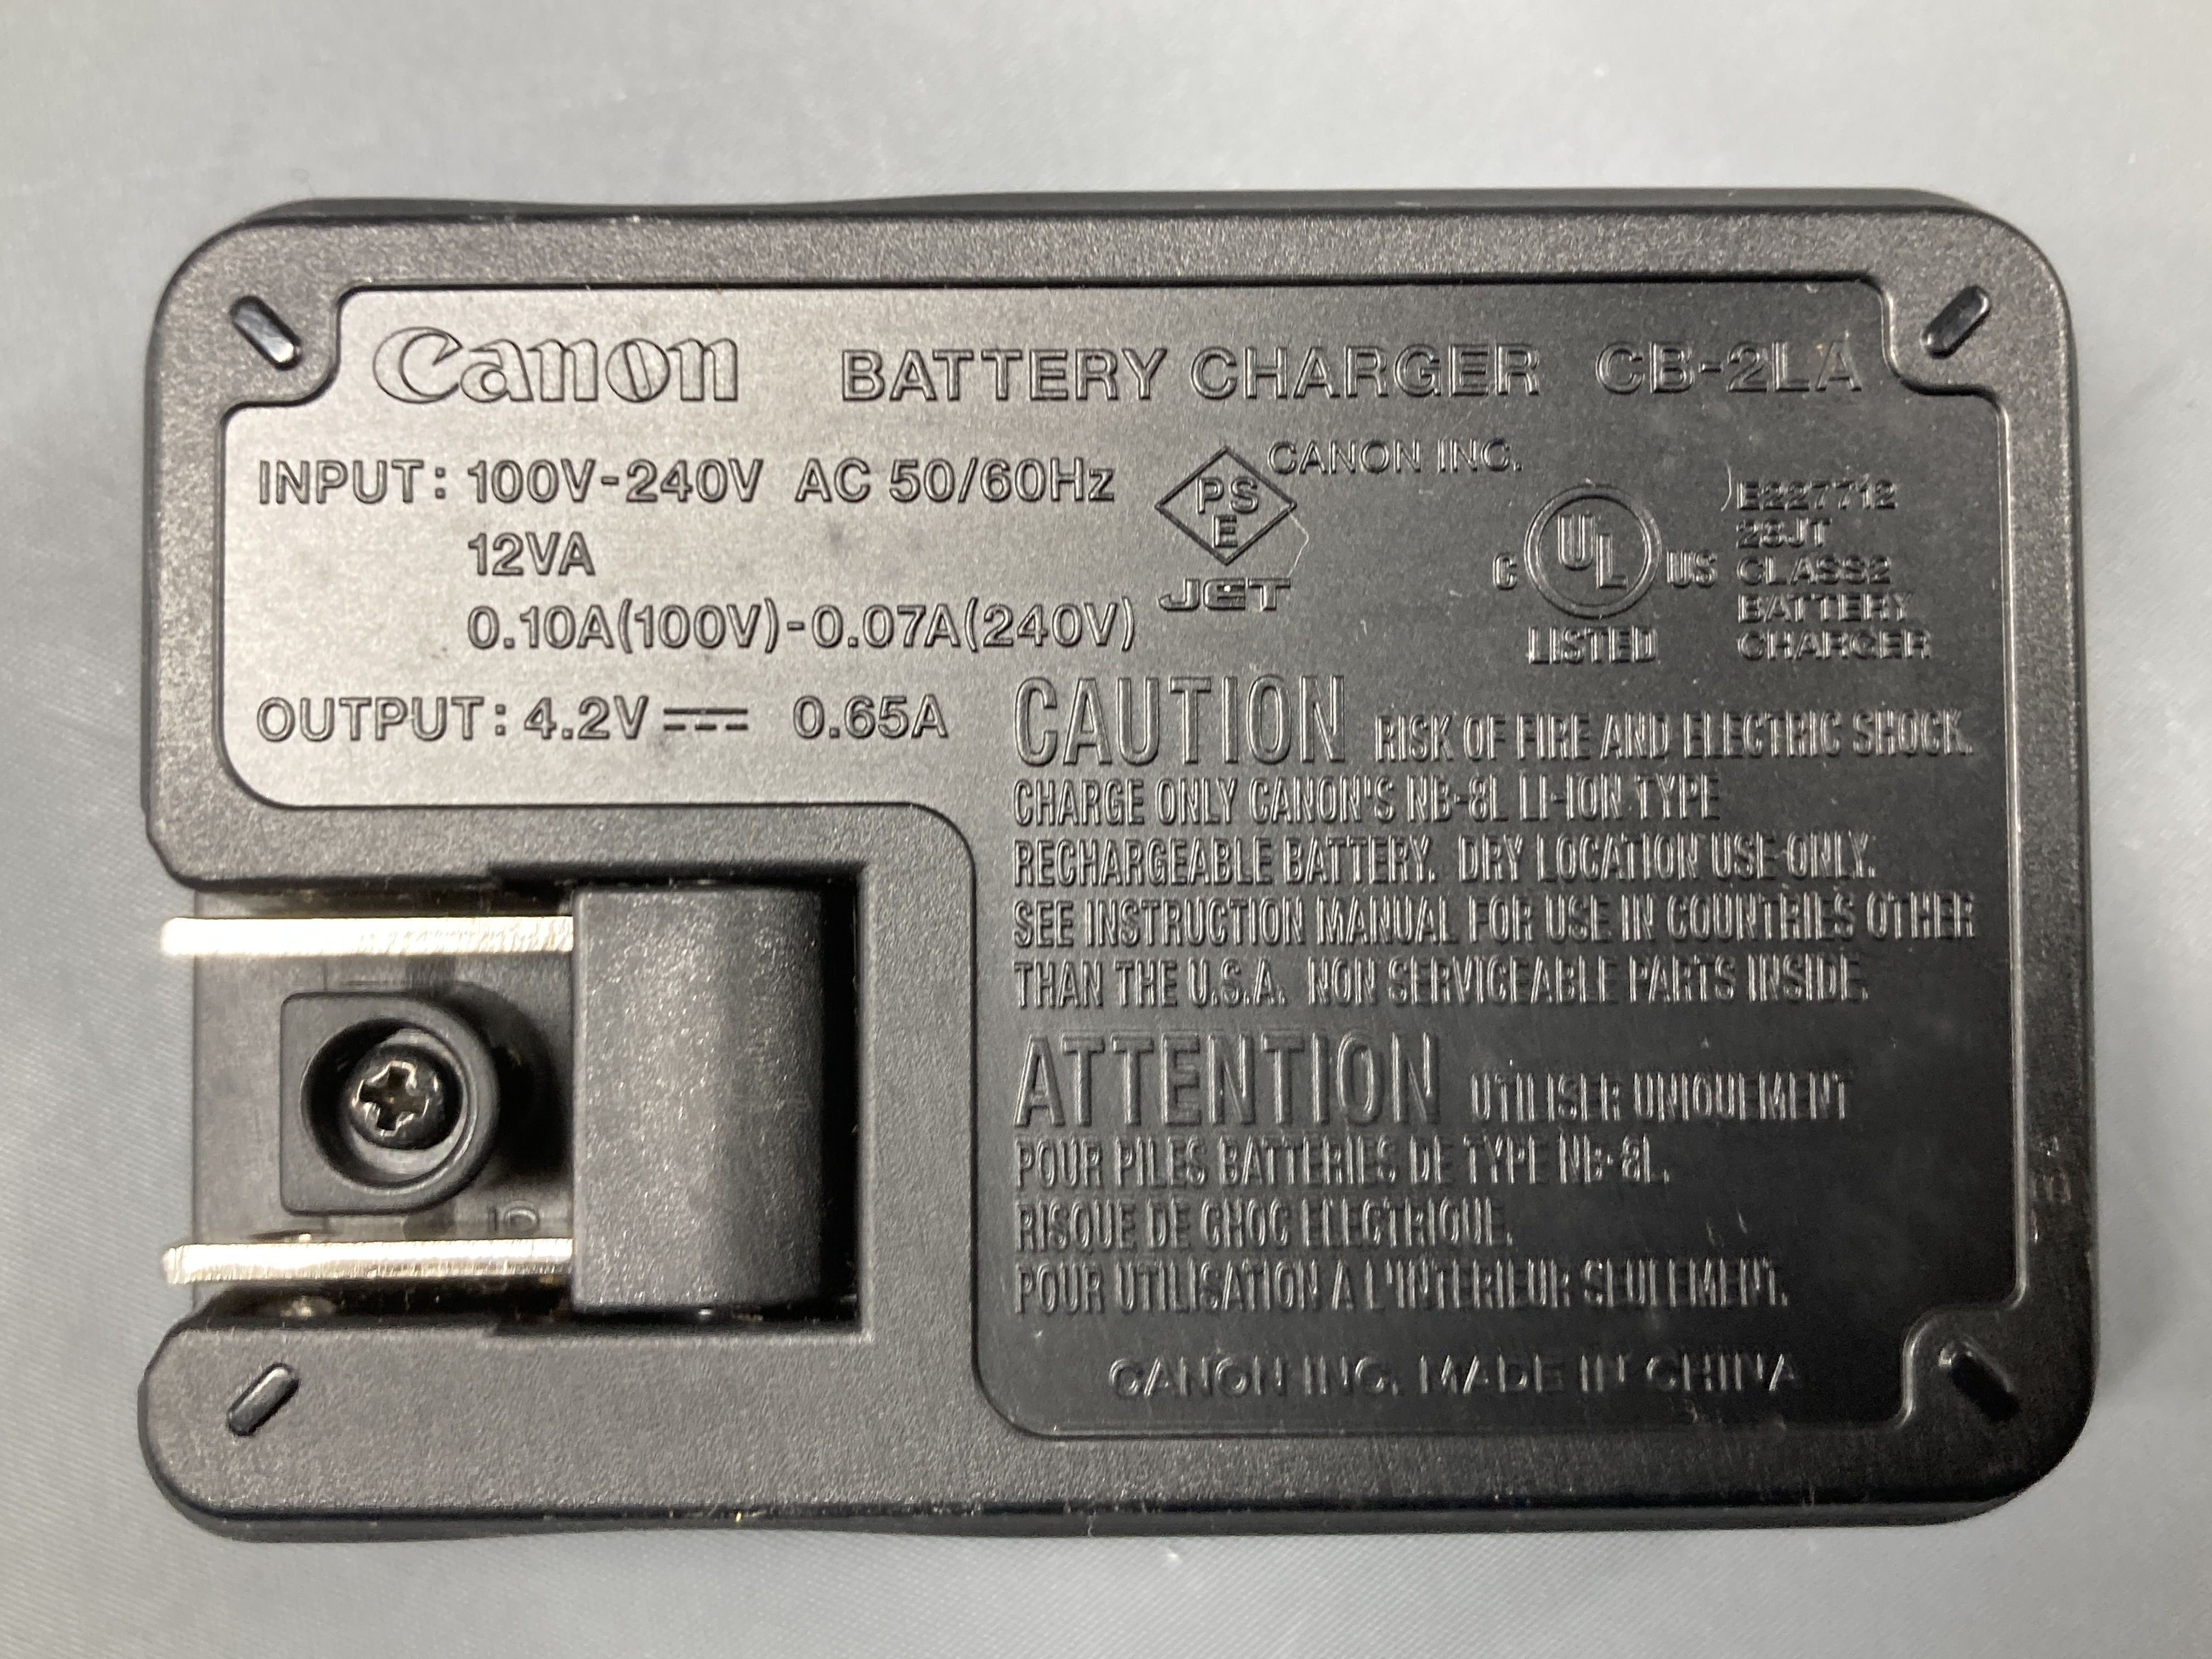 Canon BATTERY CHARGER CB-2LA
INPUT: 100V-240V AC 50/60Hz
12VA
0.10A(100V)-0.07A(240V)
OUTPUT: 4.2V 0.65A
PS
E
JET
CANON INC.
C UL US
LISTED
E227712
23JT
CLASS2
BATTERY
CHARGER
CAUTION RISK OF FIRE AND ELECTRIC SHOCK.
CHARGE ONLY CANON'S NB-8L LI-ION TYPE
RECHARGEABLE BATTERY. DRY LOCATION USE ONLY.
SEE INSTRUCTION MANUAL FOR USE IN COUNTRIES OTHER
THAN THE U.S.A. NON SERVICEABLE PARTS INSIDE.
ATTENTION UTILISER UNIQUEMENT
POUR PILES BATTERIES DE TYPE NB-8L.
RISQUE DE CHOC ELECTRIQUE.
POUR UTILISATION A L'INTERIEUR SEULEMENT.
CANON INC. MADE IN CHINA